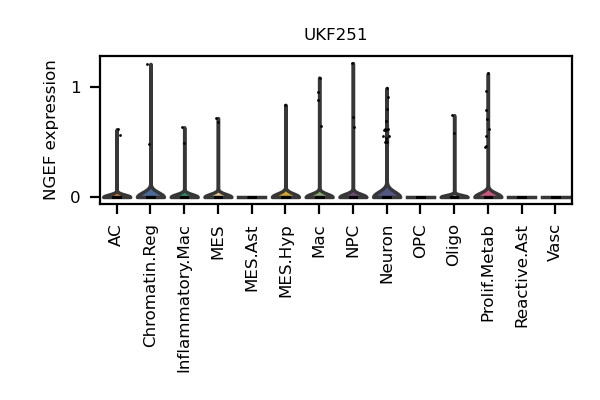 UKF251
NGEF expression
1
0
AC
Chromatin.Reg
Inflammatory.Mac
MES
MES.Ast
MES.Hyp
Mac
NPC
Neuron
OPC
Oligo
Prolif.Metab
Reactive.Ast
Vasc